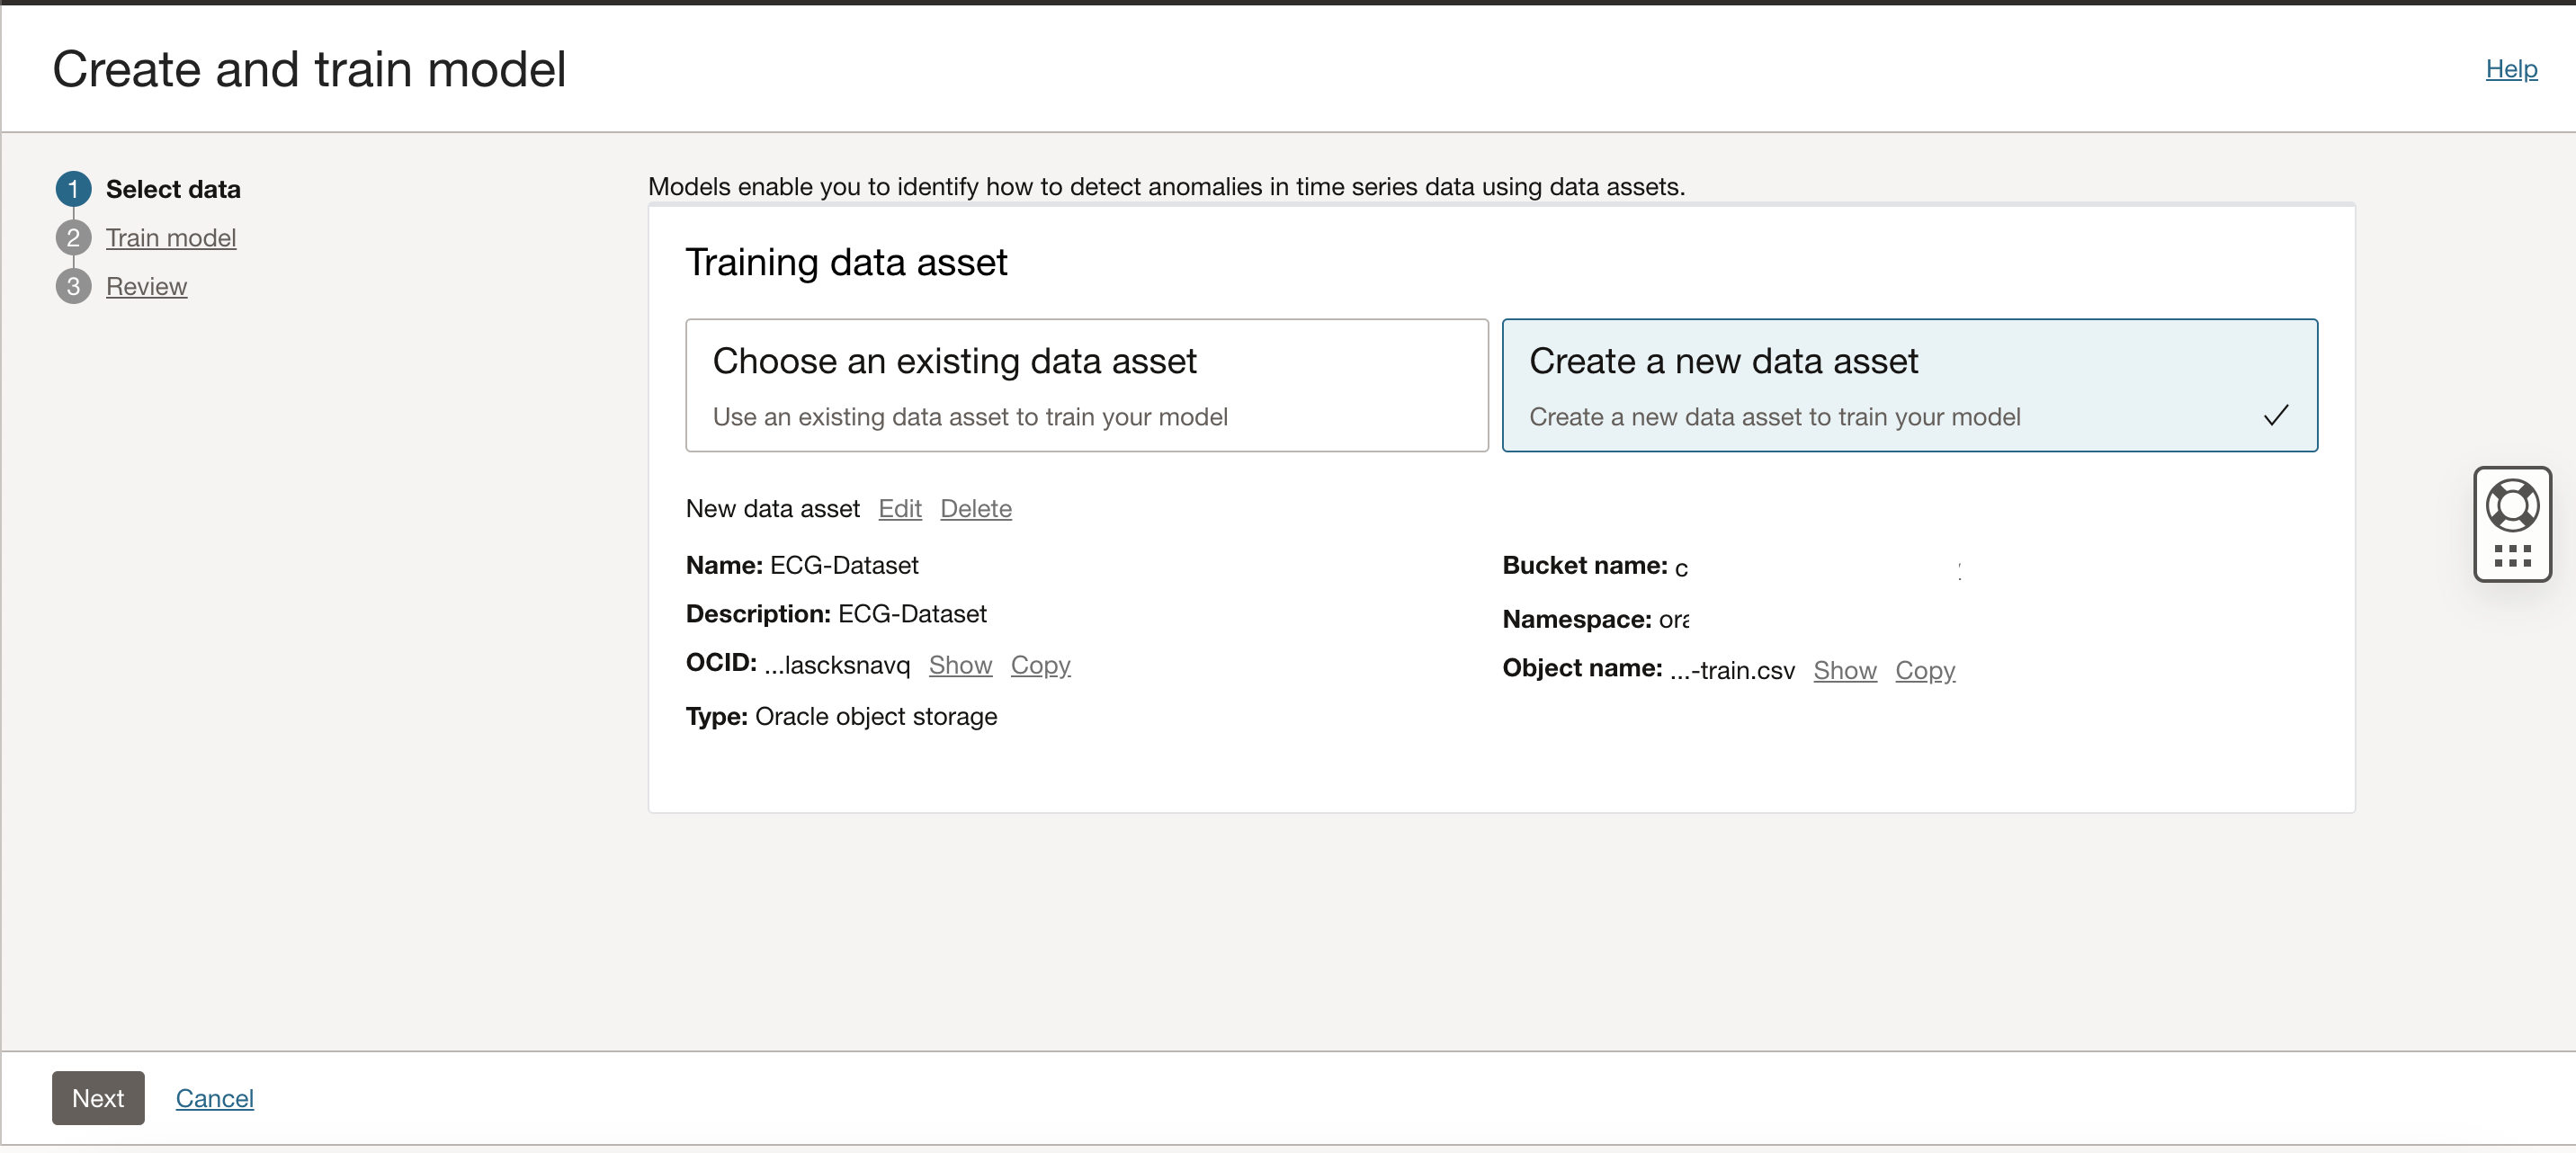 Create and train model
Help
1 Select data
2 Train model
3 Review
Models enable you to identify how to detect anomalies in time series data using data assets.
Training data asset
Choose an existing data asset
Use an existing data asset to train your model
Create a new data asset
Create a new data asset to train your model
New data asset Edit Delete
Name: ECG-Dataset
Description: ECG-Dataset
OCID: ...lascksnavq Show Copy
Type: Oracle object storage
Bucket name: c
Namespace: ora
Object name: ...-train.csv Show Copy
Next Cancel